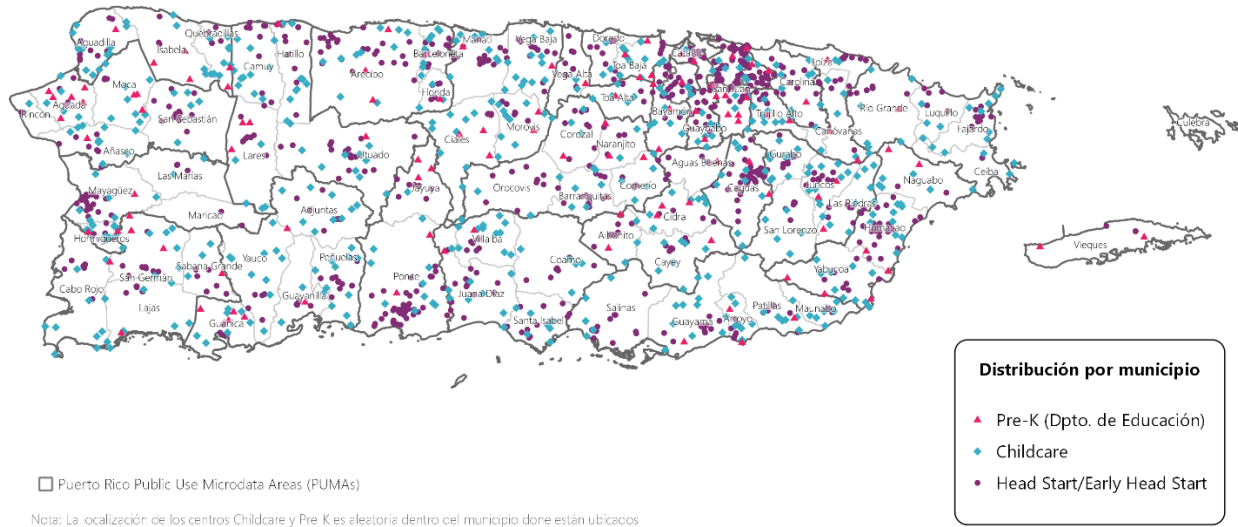 Quebradillas
Aguadilla
Isabela
Hatillo
Camuy
Arecibo
Barceloneta
Manatí
Vega Baja
Dorado
Cataño
Toa Baja
Loíza
San Juan
Carolina
Vega Alta
Florida
Toa Alta
Moca
Aguada
Rincón
San Sebastián
Bayamón
Guaynabo
Trujillo Alto
Río Grande
Luquillo
Fajardo
Culebra
Canóvanas
Morovis
Corozal
Ciales
Naranjito
Añasco
Lares
Utuado
Aguas Buenas
Gurabo
Las Marías
Jayuya
Orocovis
Barranquitas
Comerío
Caguas
Juncos
Naguabo
Ceiba
Mayagüez
Maricao
Adjuntas
Cidra
Las Piedras
Humacao
San Lorenzo
Hormigueros
Villalba
Aibonito
Vieques
Sabana Grande
Yauco
Peñuelas
Coamo
Cayey
San Germán
Ponce
Yabucoa
Cabo Rojo
Juana Díaz
Lajas
Guayanilla
Salinas
Patillas
Maunabo
Guánica
Santa Isabel
Guayama
Arroyo
Distribución por municipio
Pre-K (Dpto. de Educación)
Childcare
Head Start/Early Head Start
Puerto Rico Public Use Microdata Areas (PUMAs)
Nota: La localización de los centros Childcare y Pre K es aleatoria dentro del municipio done están ubicados